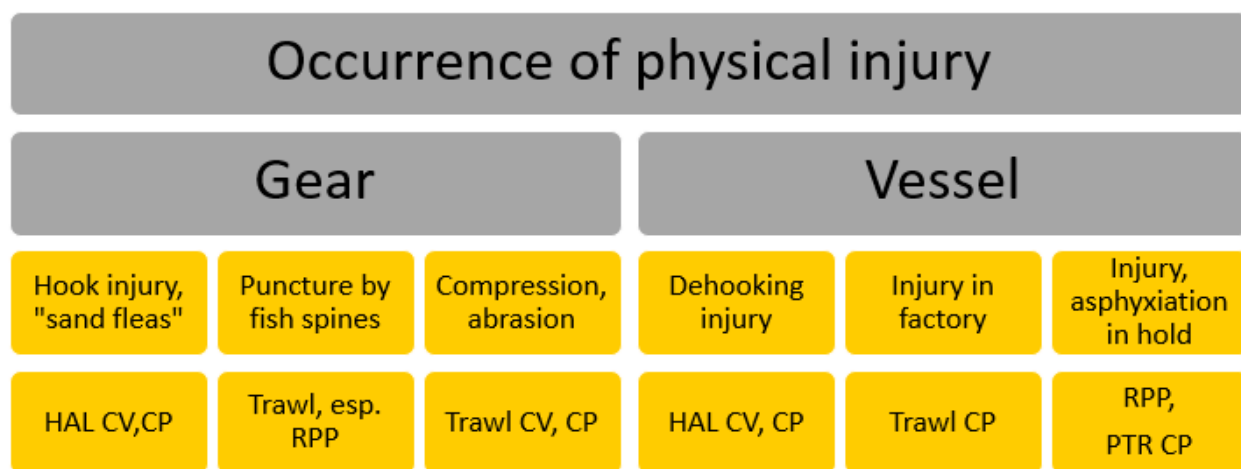 Occurrence of physical injury
Gear
Vessel
Hook injury,
"sand fleas"
Puncture by
fish spines
Compression,
abrasion
Dehooking
injury
Injury in
factory
Injury,
asphyxiation
in hold
HAL CV,CP
Trawl, esp.
RPP
Trawl CV, CP
HAL CV, CP
Trawl CP
RPP,
PTR CP